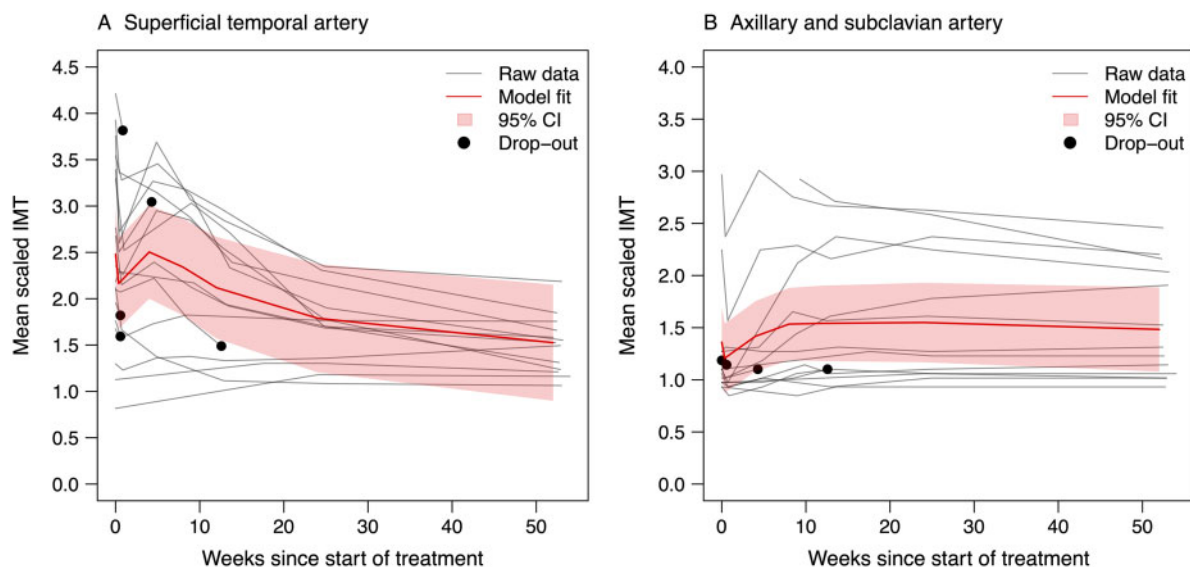 A Superficial temporal artery
4.5
4.0
3.5
3.0
2.5
2.0
1.5
1.0
0.5
0.0
Mean scaled IMT
Raw data
Model fit
95% CI
Drop−out
0 10 20 30 40 50
Weeks since start of treatment
B Axillary and subclavian artery
4.0
3.5
3.0
2.5
2.0
1.5
1.0
0.5
0.0
Mean scaled IMT
Raw data
Model fit
95% CI
Drop−out
0 10 20 30 40 50
Weeks since start of treatment